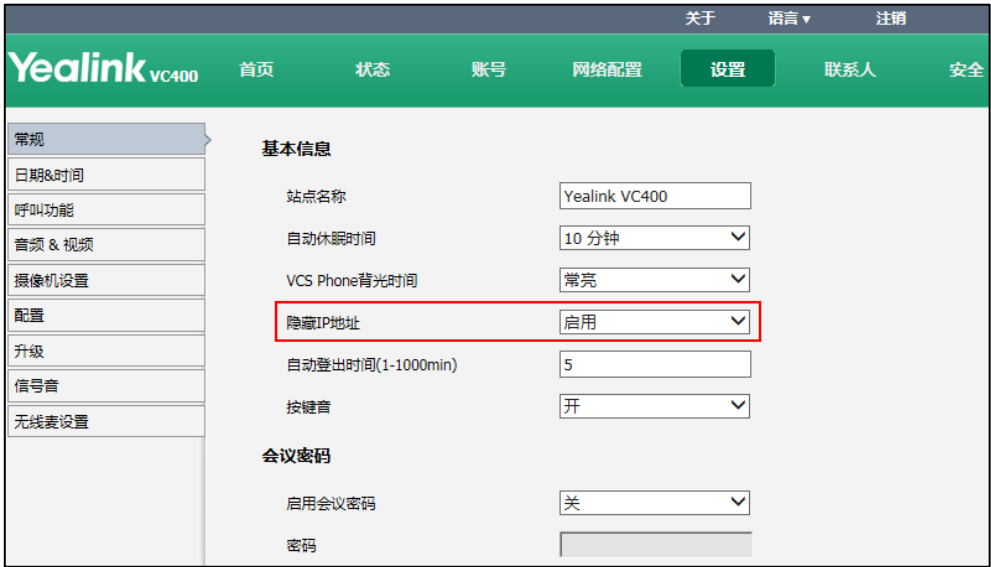 关于 语言 注销
Yealink VC400 首页 状态 账号 网络配置 设置 联系人 安全
常规
日期&时间
呼叫功能
音频 & 视频
摄像机设置
配置
升级
信号音
无线麦设置
基本信息
站点名称 Yealink VC400
自动休眠时间 10 分钟
VCS Phone背光时间 常亮
隐藏IP地址 启用
自动登出时间(1-1000min) 5
按键音 开
会议密码
启用会议密码 关
密码